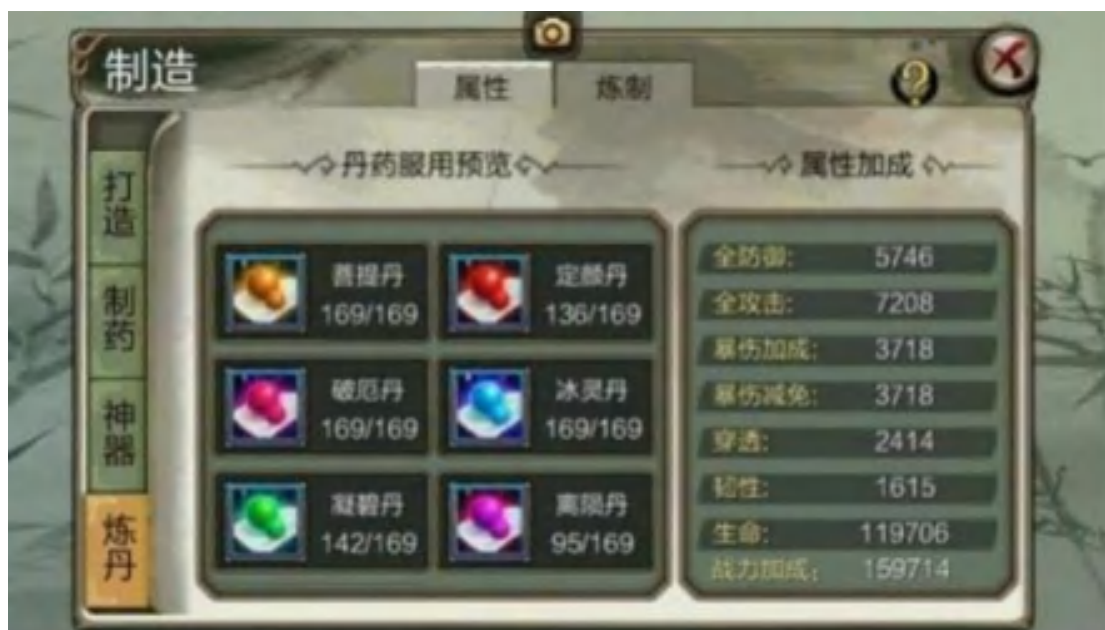 制造
属性
炼制
打造
制药
神器
炼丹
丹药服用预览
菩提丹
169/169
定颜丹
136/169
破厄丹
169/169
冰灵丹
169/169
凝碧丹
142/169
离陨丹
95/169
属性加成
全防御: 5746
全攻击: 7208
暴伤加成: 3718
暴伤减免: 3718
穿透: 2414
韧性: 1615
生命: 119706
战力加成: 159714